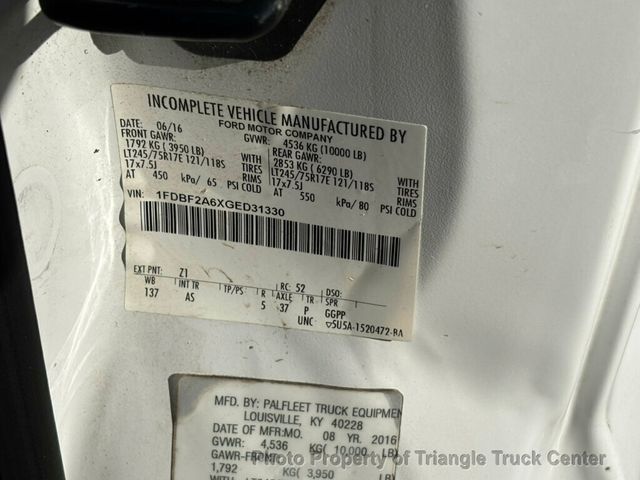 INCOMPLETE VEHICLE MANUFACTURED BY
FORD MOTOR COMPANY
DATE: 06/16 GVWR: 4536 KG (10000 LB)
FRONT GAWR: REAR GAWR:
1792 KG ( 3950 LB) 2853 KG ( 6290 LB)
LT245/75R17E 121/118S WITH TIRES LT245/75R17E 121/118S WITH TIRES
17x7.5J RIMS 17x7.5J RIMS
AT 450 kPa/ 65 PSI COLD AT 550 kPa/ 80 PSI COLD
VIN: 1FDBF2A6XGED31330
EXT PNT: Z1 RC: 52 DSO:
WB INT TR TP/PS R AXLE TR SPR
137 AS 5 37 P GGPP
UNC ▽5U5A-1520472-BA
MFD. BY: PALFLEET TRUCK EQUIPMEN
LOUISVILLE, KY 40228
DATE OF MFR:MO. 08 YR. 2016
GVWR: 4,536 KG( 10,000 LB)
GAWR-FRONT:
1,792 KG( 3,950 LB)
Photo Property of Triangle Truck Center